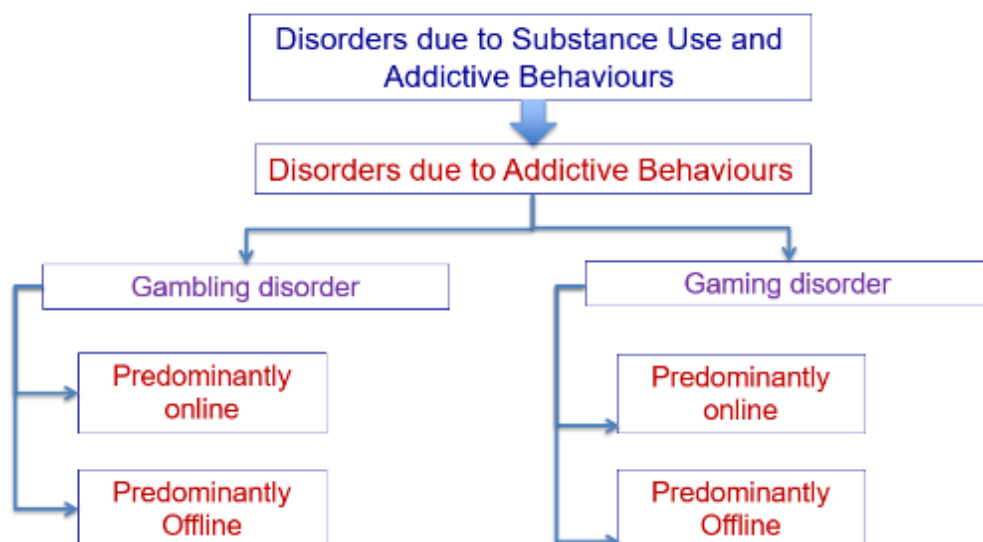 Disorders due to Substance Use and
Addictive Behaviours
Disorders due to Addictive Behaviours
Gambling disorder
Gaming disorder
Predominantly
online
Predominantly
online
Predominantly
Offline
Predominantly
Offline